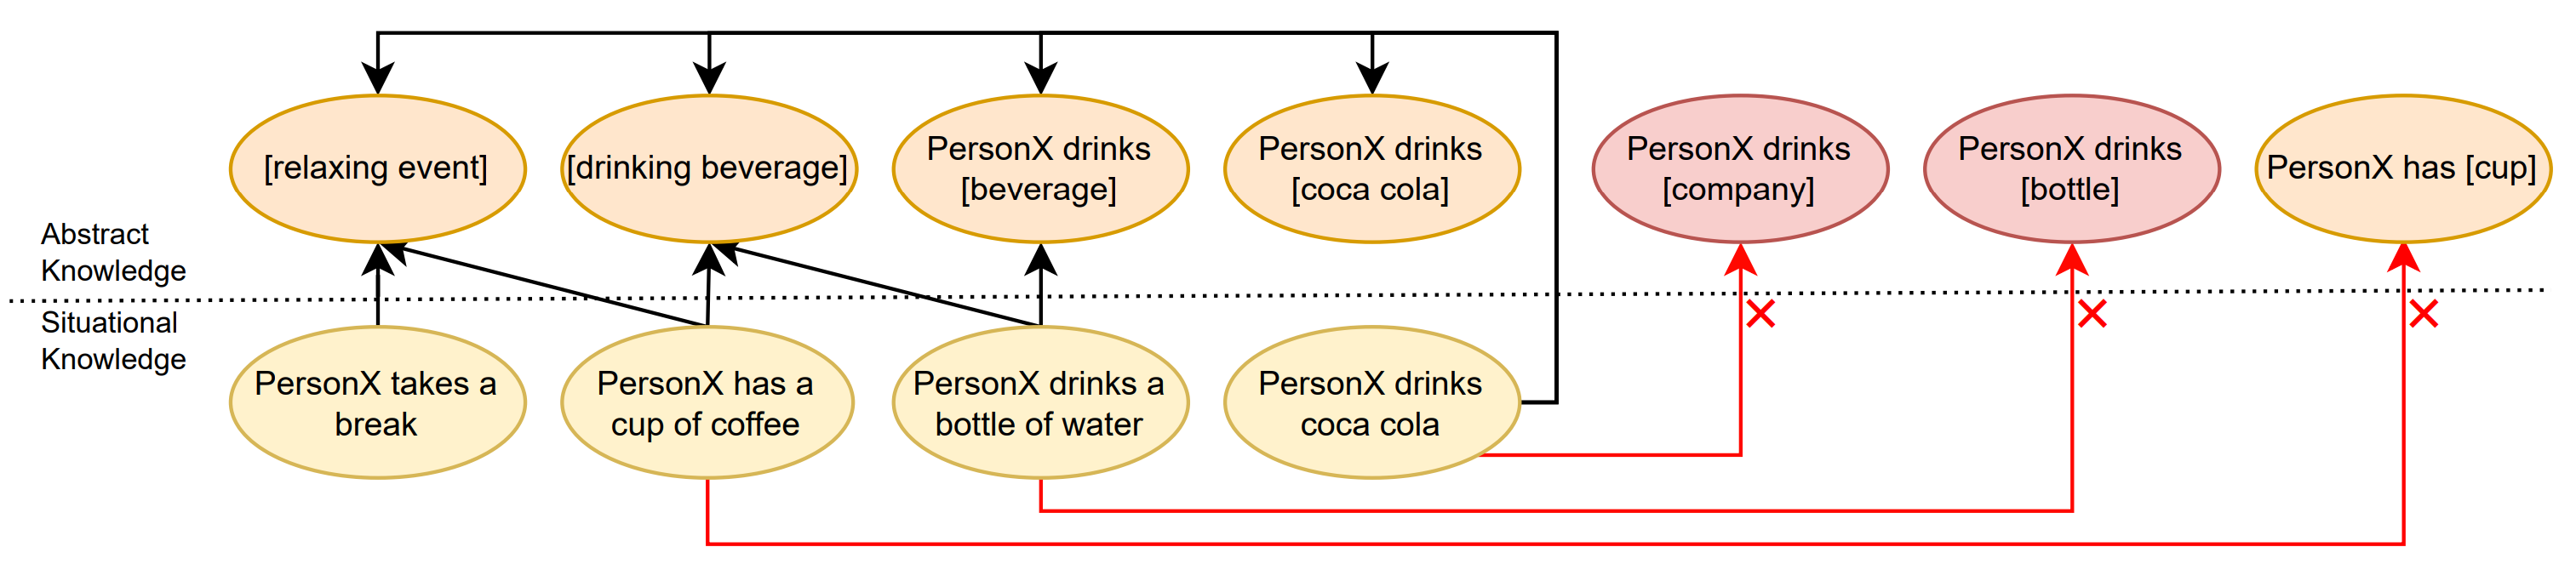 [relaxing event]
[drinking beverage]
PersonX drinks
[beverage]
PersonX drinks
[coca cola]
PersonX drinks
[company]
PersonX drinks
[bottle]
PersonX has [cup]
Abstract
Knowledge
Situational
Knowledge
PersonX takes a
break
PersonX has a
cup of coffee
PersonX drinks a
bottle of water
PersonX drinks
coca cola